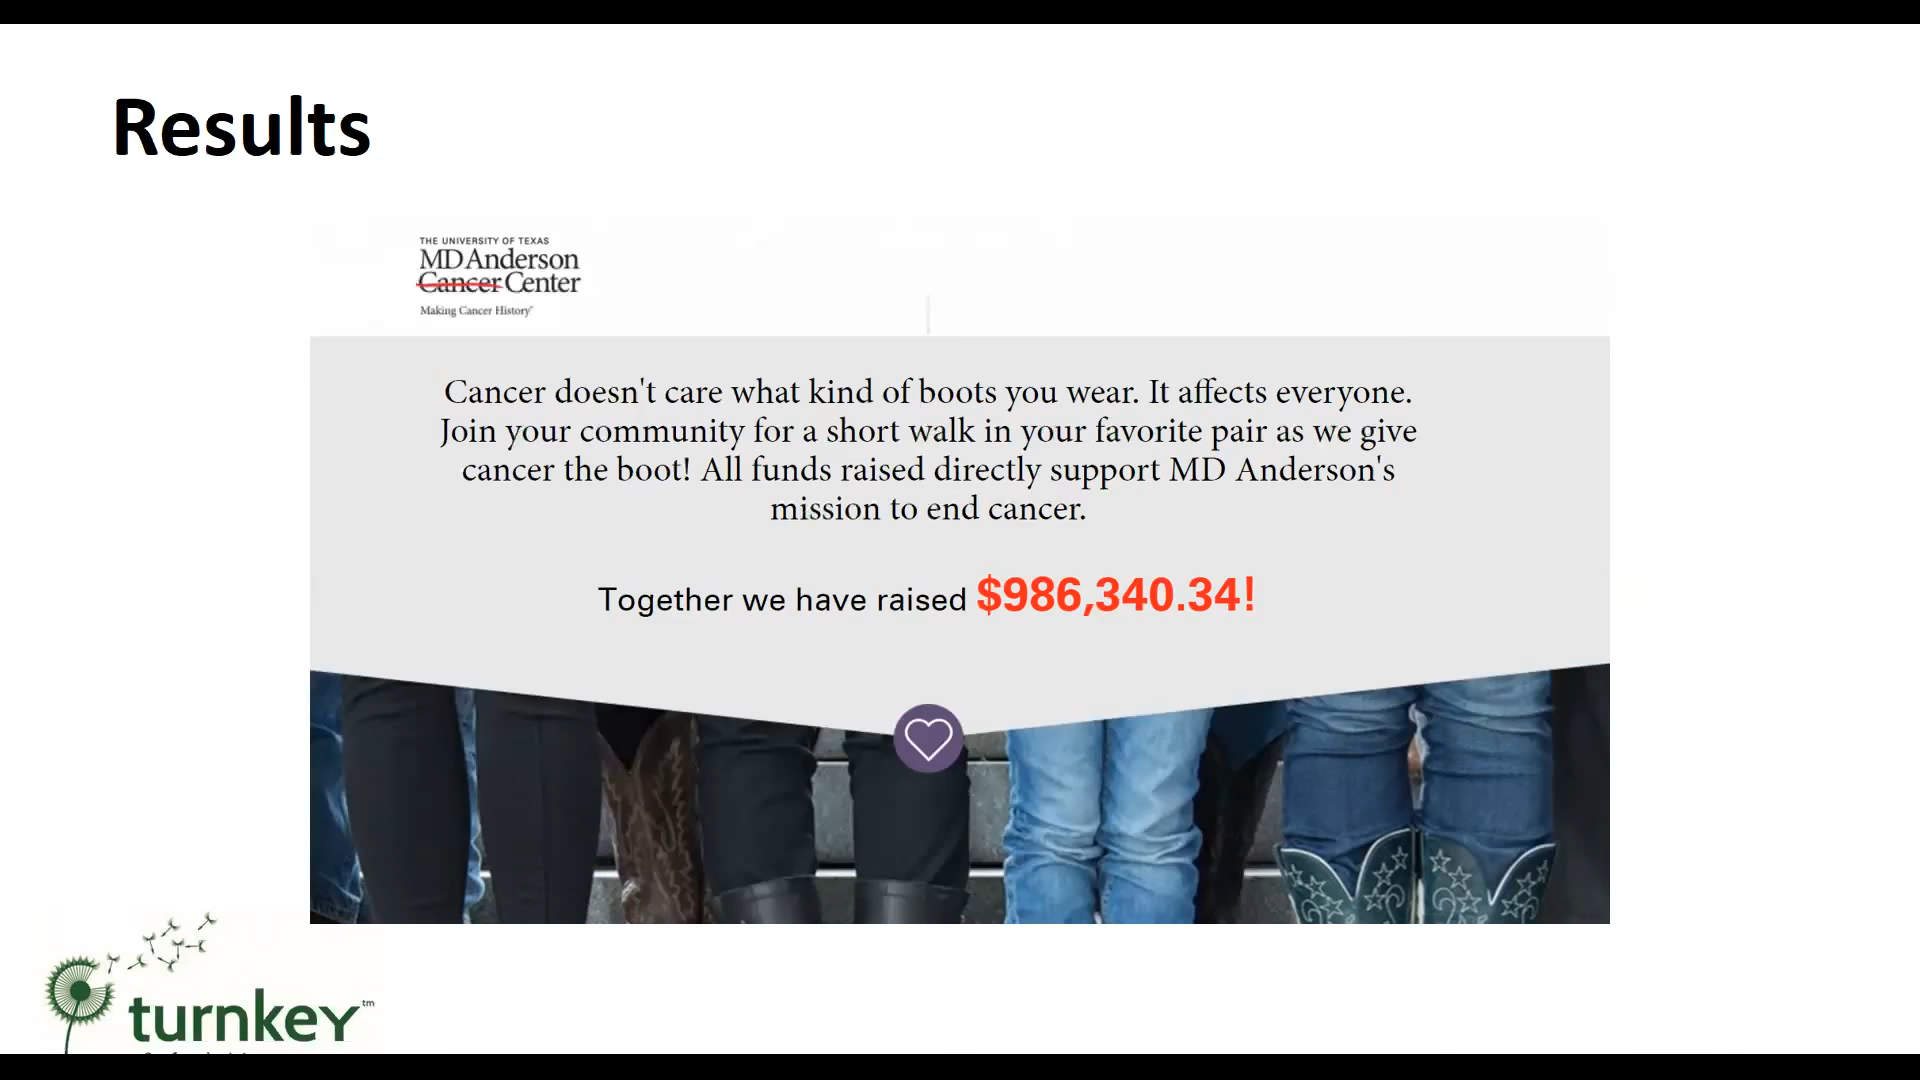 Results
THE UNIVERSITY OF TEXAS
MD Anderson
Cancer Center
Making Cancer History®
Cancer doesn't care what kind of boots you wear. It affects everyone.
Join your community for a short walk in your favorite pair as we give
cancer the boot! All funds raised directly support MD Anderson's
mission to end cancer.
Together we have raised $986,340.34!
turnkey™